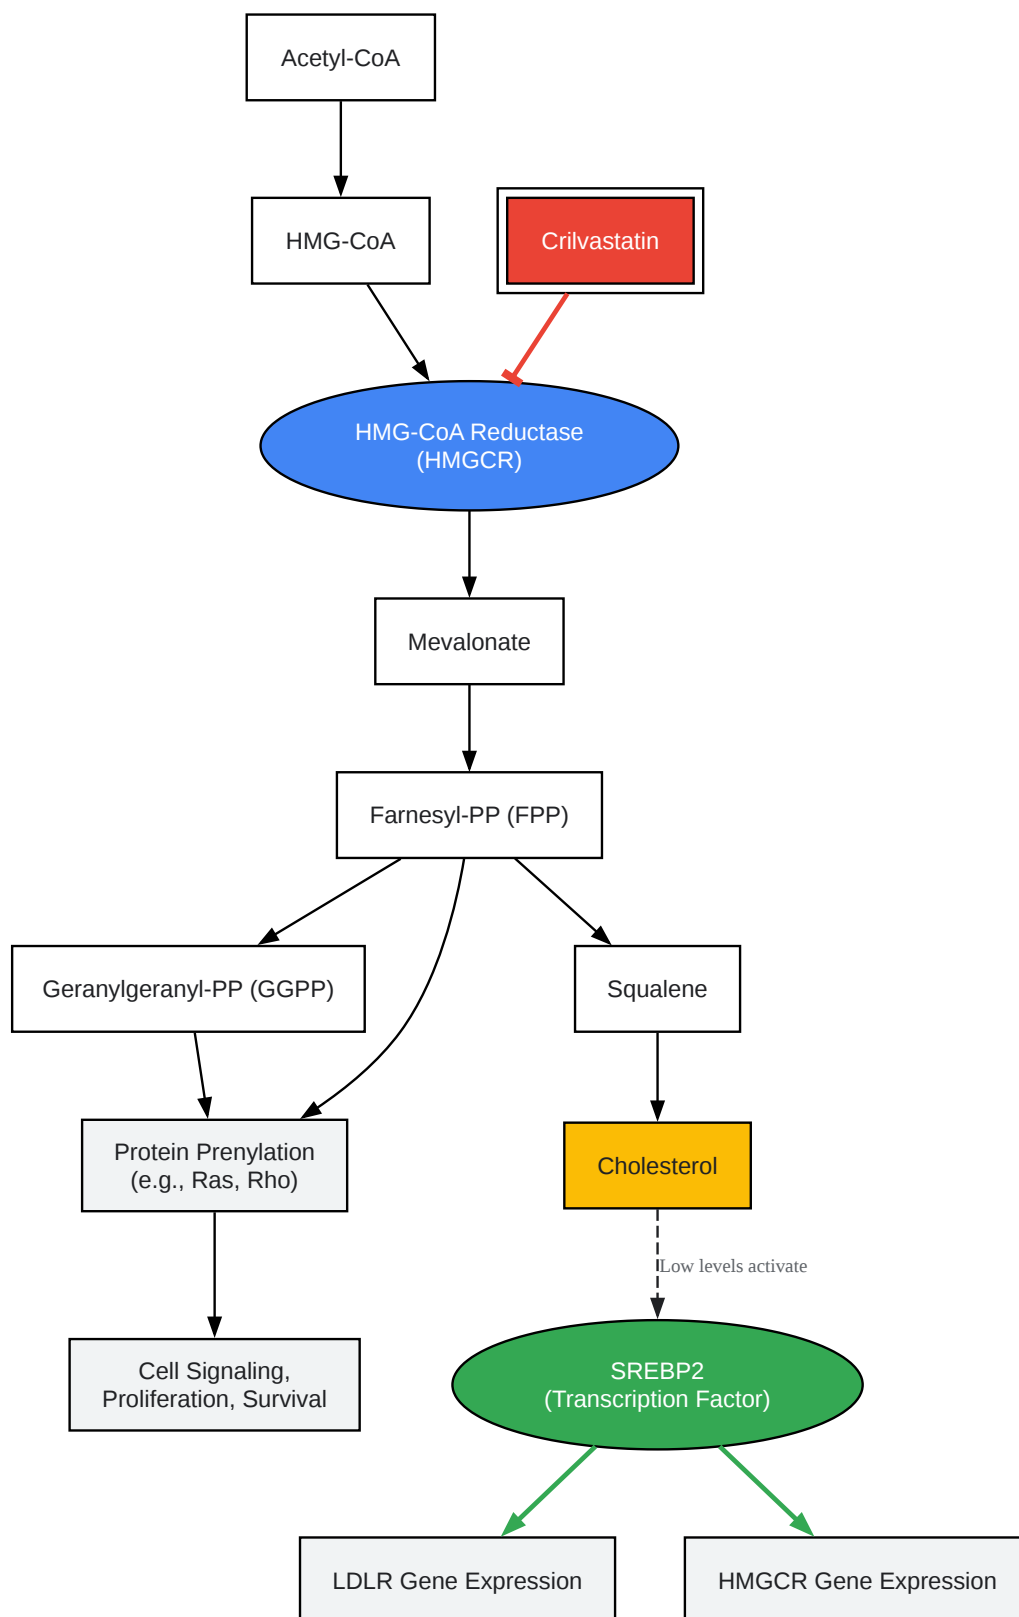 Acetyl-CoA
HMG-CoA
Crilvastatin
HMG-CoA Reductase
(HMGCR)
Mevalonate
Farnesyl-PP (FPP)
Geranylgeranyl-PP (GGPP)
Squalene
Protein Prenylation
(e.g., Ras, Rho)
Cholesterol
Low levels activate
Cell Signaling,
Proliferation, Survival
SREBP2
(Transcription Factor)
LDLR Gene Expression
HMGCR Gene Expression